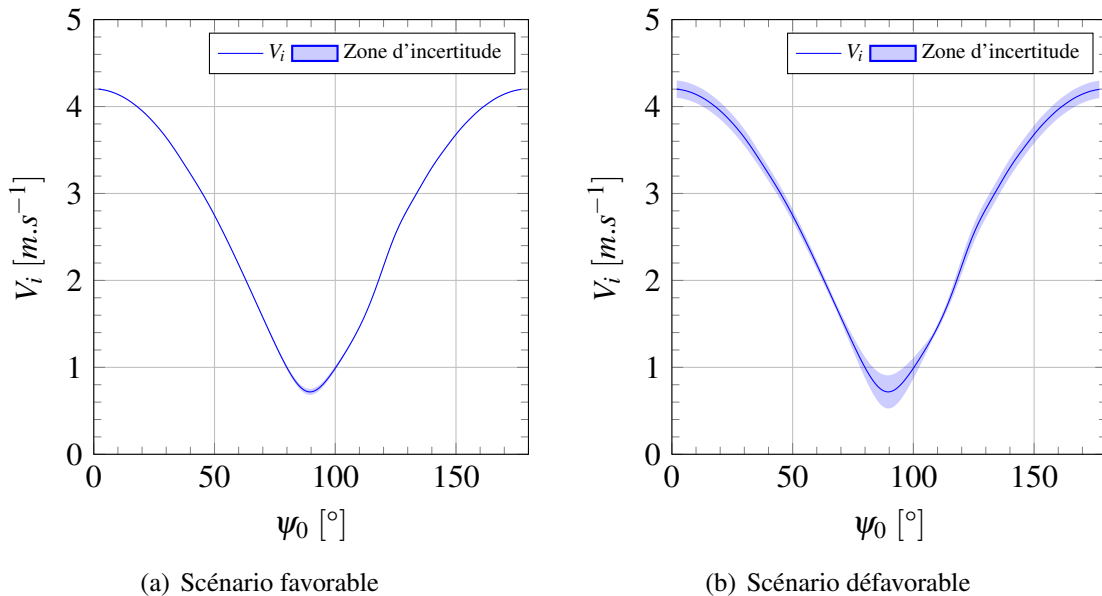 5
4
3
2
1
0
0 50 100 150
V_i [m.s^{-1}]
ψ_0 [°]
V_i Zone d'incertitude
(a) Scénario favorable
5
4
3
2
1
0
0 50 100 150
V_i [m.s^{-1}]
ψ_0 [°]
V_i Zone d'incertitude
(b) Scénario défavorable